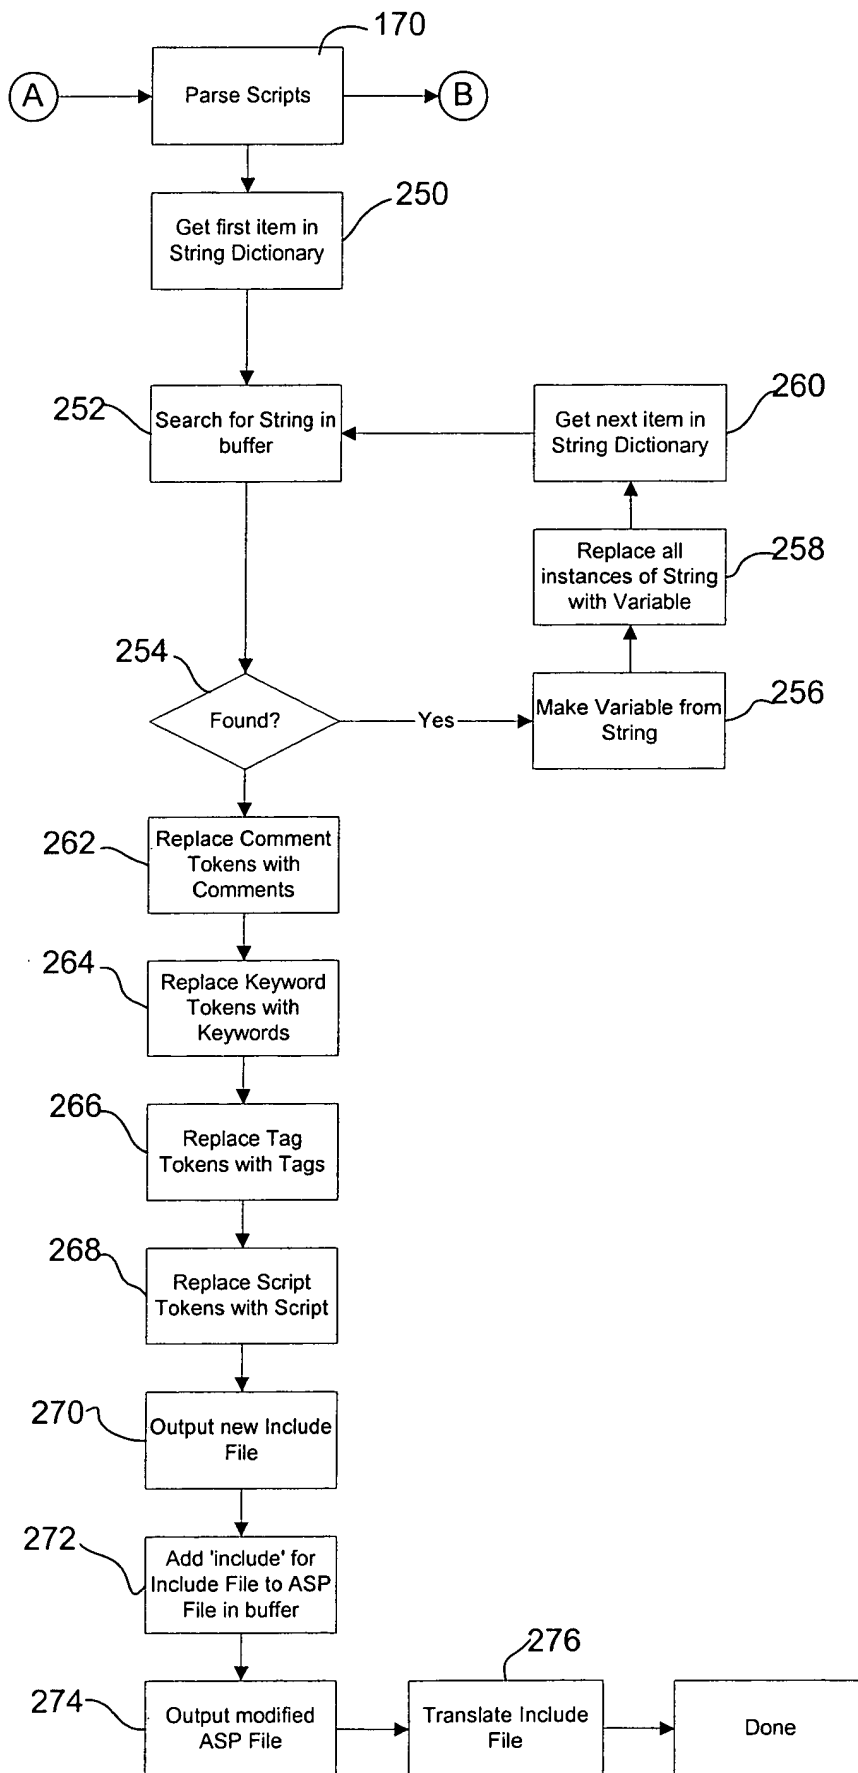 170
A
Parse Scripts
B
250
Get first item in
String Dictionary
252
Search for String in
buffer
260
Get next item in
String Dictionary
258
Replace all
instances of String
with Variable
254
Found?
Yes
256
Make Variable from
String
262
Replace Comment
Tokens with
Comments
264
Replace Keyword
Tokens with
Keywords
266
Replace Tag
Tokens with Tags
268
Replace Script
Tokens with Script
270
Output new Include
File
272
Add 'include' for
Include File to ASP
File in buffer
274
Output modified
ASP File
276
Translate Include
File
Done